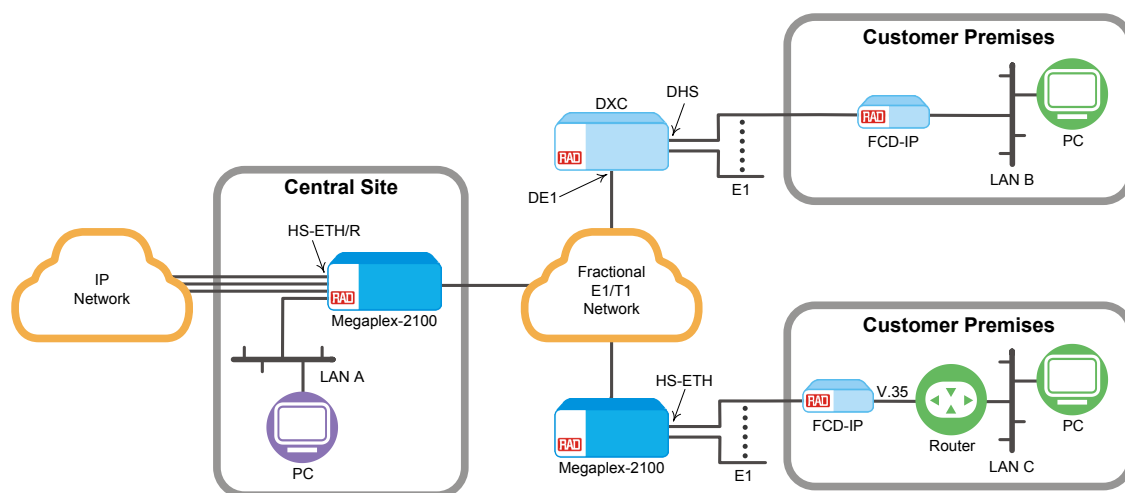 Customer Premises
DHS
DXC
RAD
RAD
FCD-IP
PC
LAN B
E1
DE1
Central Site
HS-ETH/R
IP
Network
RAD
Megaplex-2100
Fractional
E1/T1
Network
LAN A
PC
Customer Premises
HS-ETH
RAD
Megaplex-2100
E1
RAD
FCD-IP
V.35
Router
PC
LAN C